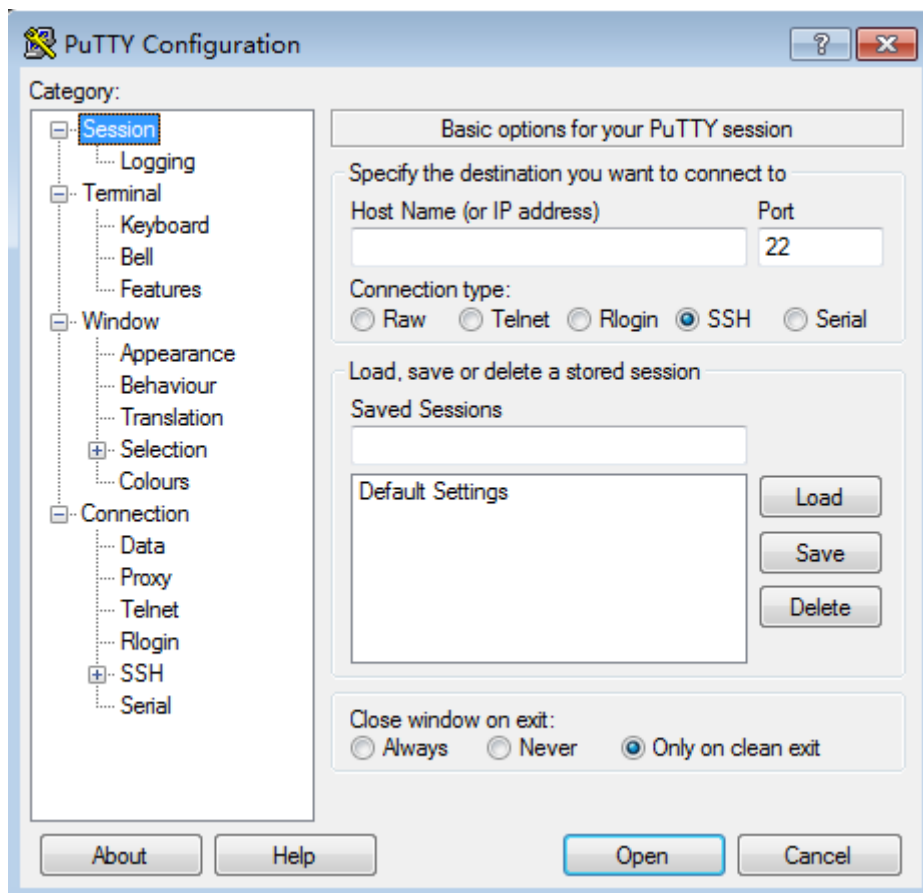 PuTTY Configuration
Category:
Session
Logging
Terminal
Keyboard
Bell
Features
Window
Appearance
Behaviour
Translation
Selection
Colours
Connection
Data
Proxy
Telnet
Rlogin
SSH
Serial
Basic options for your PuTTY session
Specify the destination you want to connect to
Host Name (or IP address) Port
22
Connection type:
Raw Telnet Rlogin SSH Serial
Load, save or delete a stored session
Saved Sessions
Default Settings
Load
Save
Delete
Close window on exit:
Always Never Only on clean exit
About Help Open Cancel